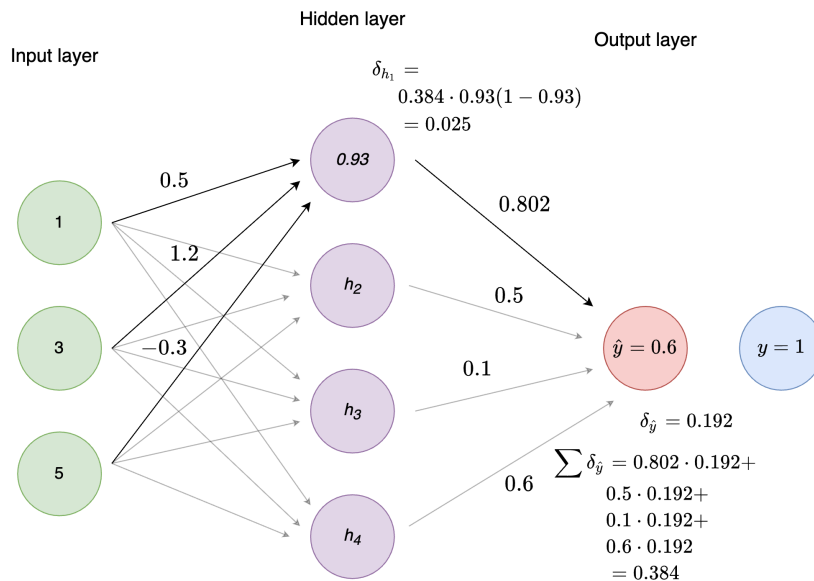 Hidden layer
Output layer
Input layer
δ_{h_1} =
0.384 · 0.93(1 − 0.93)
= 0.025
0.93
0.5
0.802
1
1.2
h_2
0.5
3
−0.3
ŷ = 0.6
y = 1
0.1
h_3
δ_ŷ = 0.192
5
0.6
∑ δ_ŷ = 0.802 · 0.192+
0.5 · 0.192+
0.1 · 0.192+
h_4
0.6 · 0.192
= 0.384